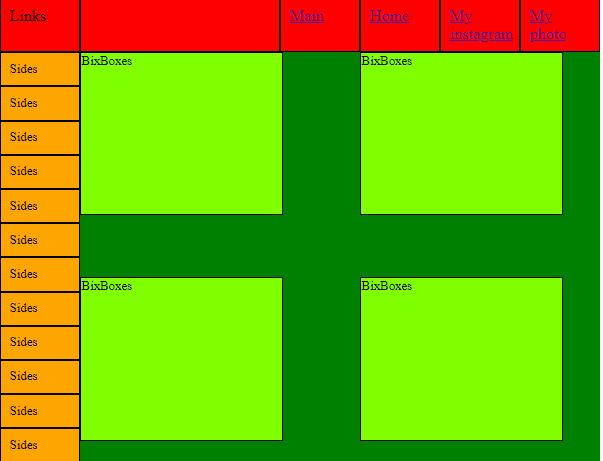 Links
Main
Home
My
instagram
My
photo
Sides
BixBoxes
BixBoxes
Sides
Sides
Sides
Sides
Sides
Sides
BixBoxes
BixBoxes
Sides
Sides
Sides
Sides
Sides